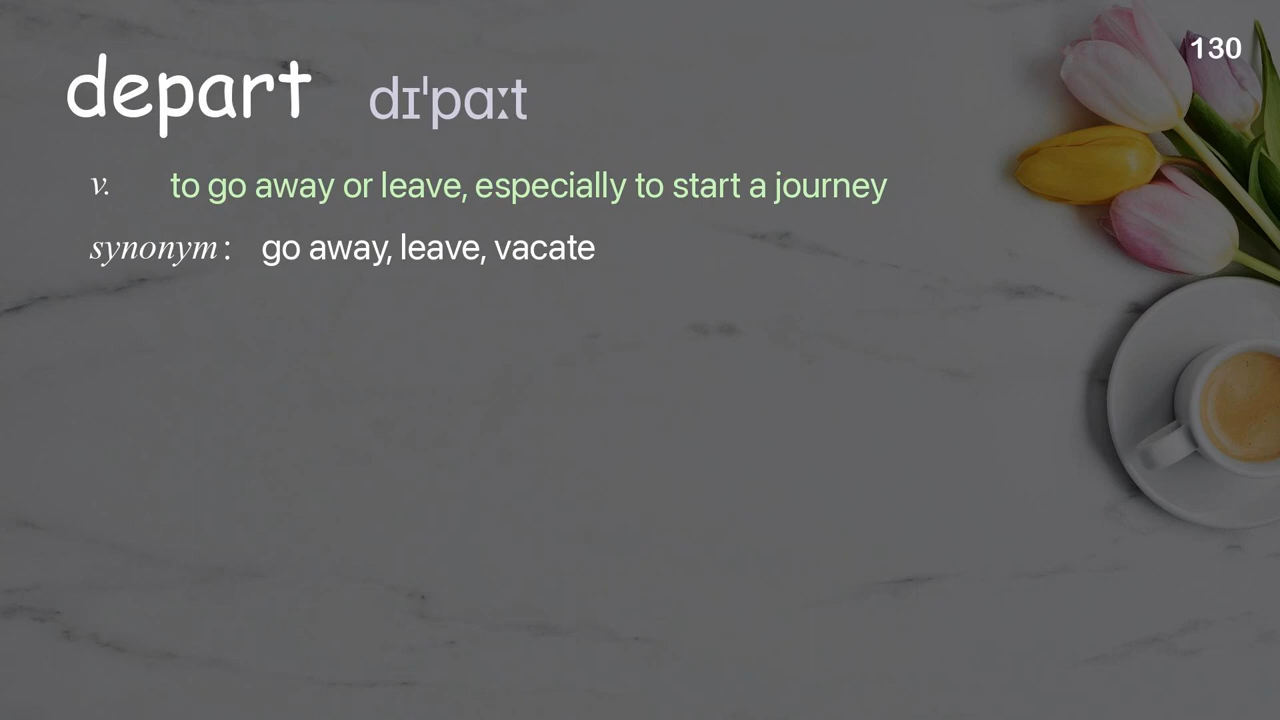 130
depart dɪˈpɑːt
v. to go away or leave, especially to start a journey
synonym: go away, leave, vacate